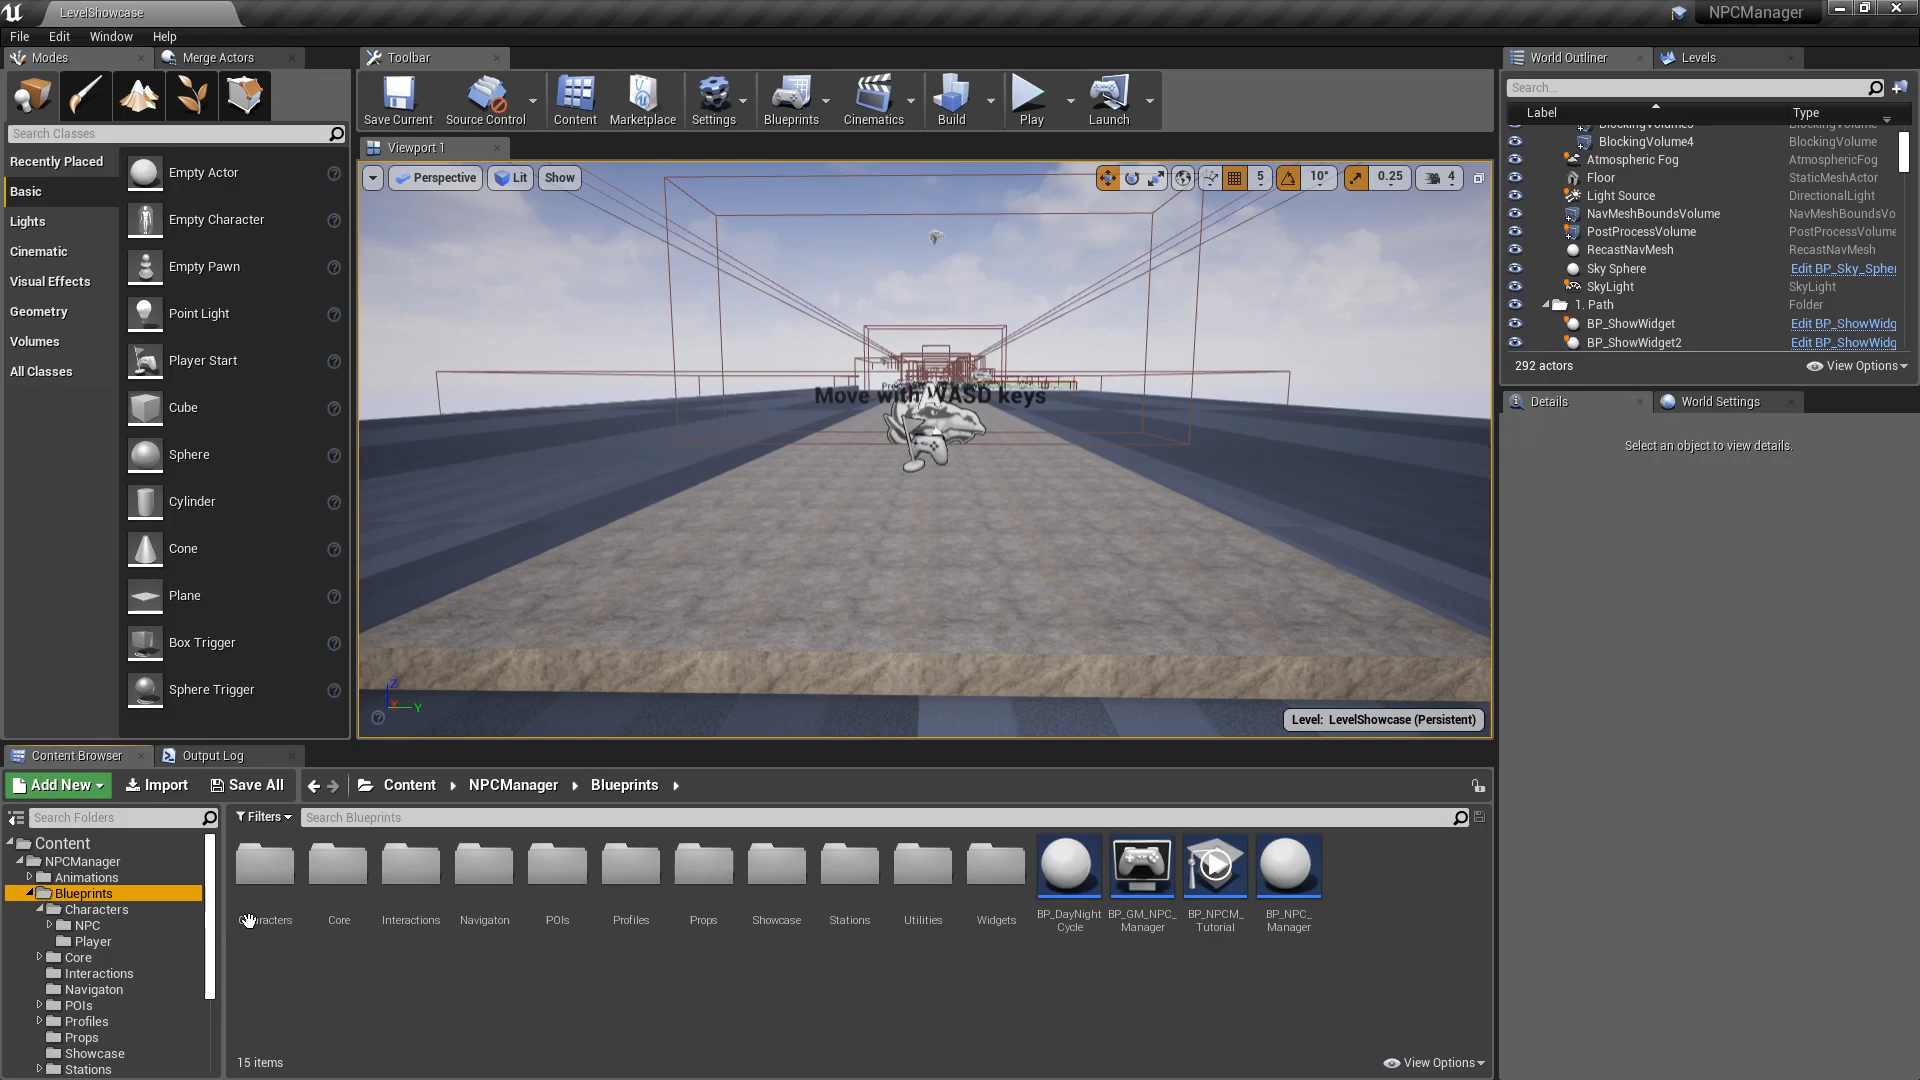 LevelShowcase
NPCManager
File Edit Window Help
Modes
Merge Actors
Toolbar
World Outliner
Levels
Save Current
Source Control
Content
Marketplace
Settings
Blueprints
Cinematics
Build
Play
Launch
Search...
Label Type
Search Classes
Viewport 1
Recently Placed
Basic
Lights
Cinematic
Visual Effects
Geometry
Volumes
All Classes
Empty Actor
Empty Character
Empty Pawn
Point Light
Player Start
Cube
Sphere
Cylinder
Cone
Plane
Box Trigger
Sphere Trigger
Perspective
Lit
Show
5
10°
0.25
4
Move with WASD keys
Z
Y
Level: LevelShowcase (Persistent)
BlockingVolume4 BlockingVolume
Atmospheric Fog AtmosphericFog
Floor StaticMeshActor
Light Source DirectionalLight
NavMeshBoundsVolume NavMeshBoundsVo
PostProcessVolume PostProcessVolume
RecastNavMesh RecastNavMesh
Sky Sphere Edit BP_Sky_Spher
SkyLight SkyLight
1. Path Folder
BP_ShowWidget Edit BP_ShowWidg
BP_ShowWidget2 Edit BP_ShowWidg
292 actors
View Options
Details
World Settings
Select an object to view details.
Content Browser
Output Log
Add New
Import
Save All
Content
NPCManager
Blueprints
Search Folders
Filters
Search Blueprints
Content
NPCManager
Animations
Blueprints
Characters
NPC
Player
Core
Interactions
Navigaton
POIs
Profiles
Props
Showcase
Stations
Core
Interactions
Navigaton
POIs
Profiles
Props
Showcase
Stations
Utilities
Widgets
BP_DayNight
Cycle
BP_GM_NPC_
Manager
BP_NPCM_
Tutorial
BP_NPC_
Manager
15 items
View Options